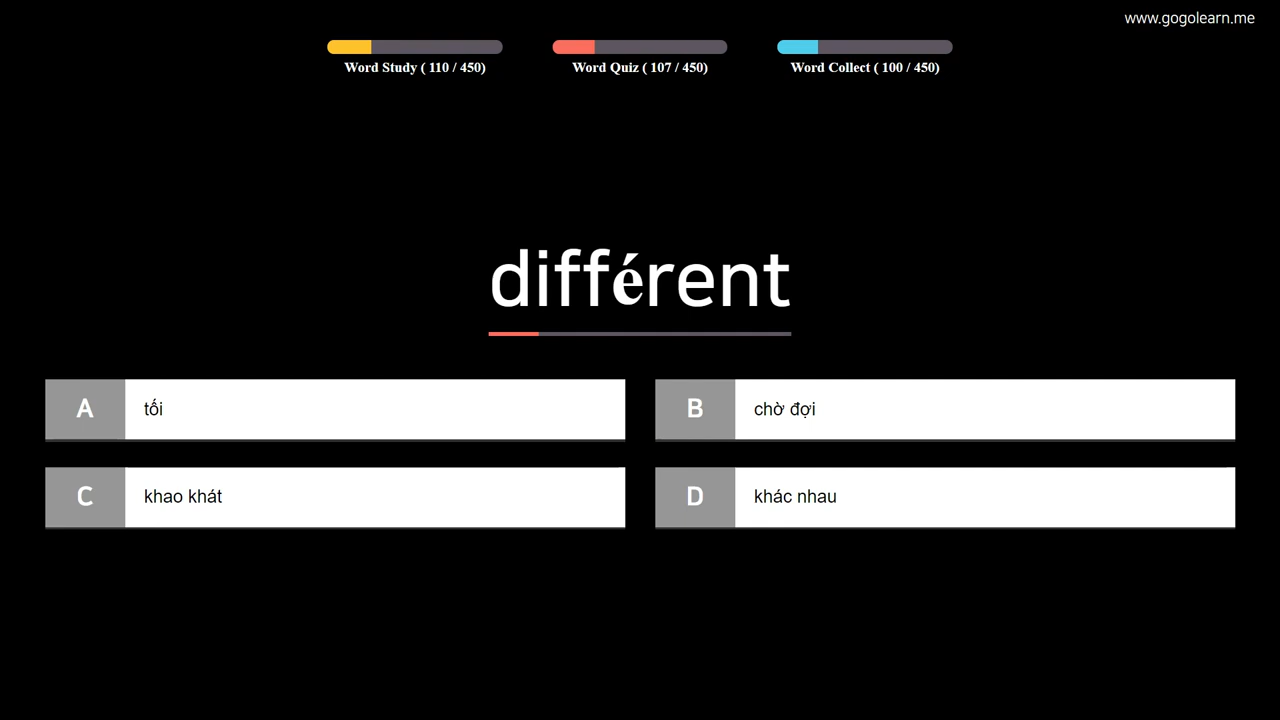 www.gogolearn.me
Word Study ( 110 / 450)
Word Quiz ( 107 / 450)
Word Collect ( 100 / 450)
différent
A tối
B chờ đợi
C khao khát
D khác nhau